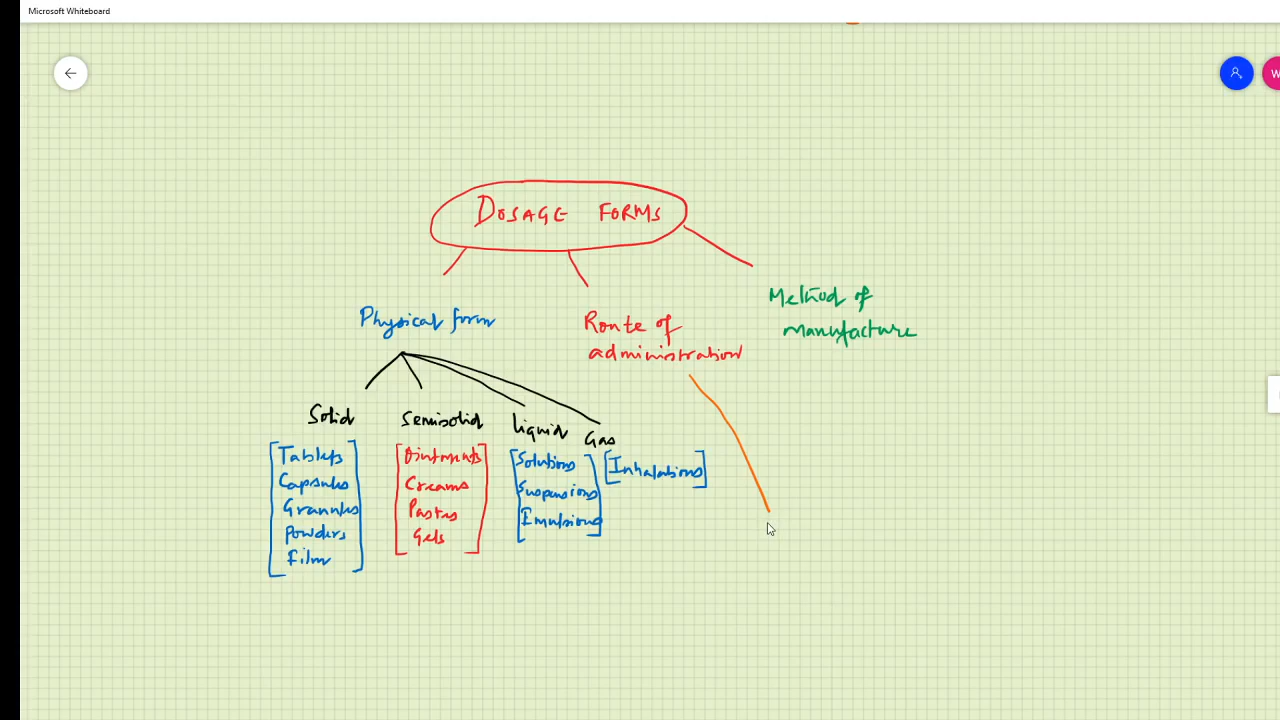 Microsoft Whiteboard
W
DOSAGE FORMS
Physical form
Route of
administration
Method of
manufacture
Solid
Tablets
Capsules
Granules
Powders
Film
Semisolid
Ointments
Creams
Pastes
Gels
Liquid
Solutions
Suspensions
Emulsions
Gas
Inhalations